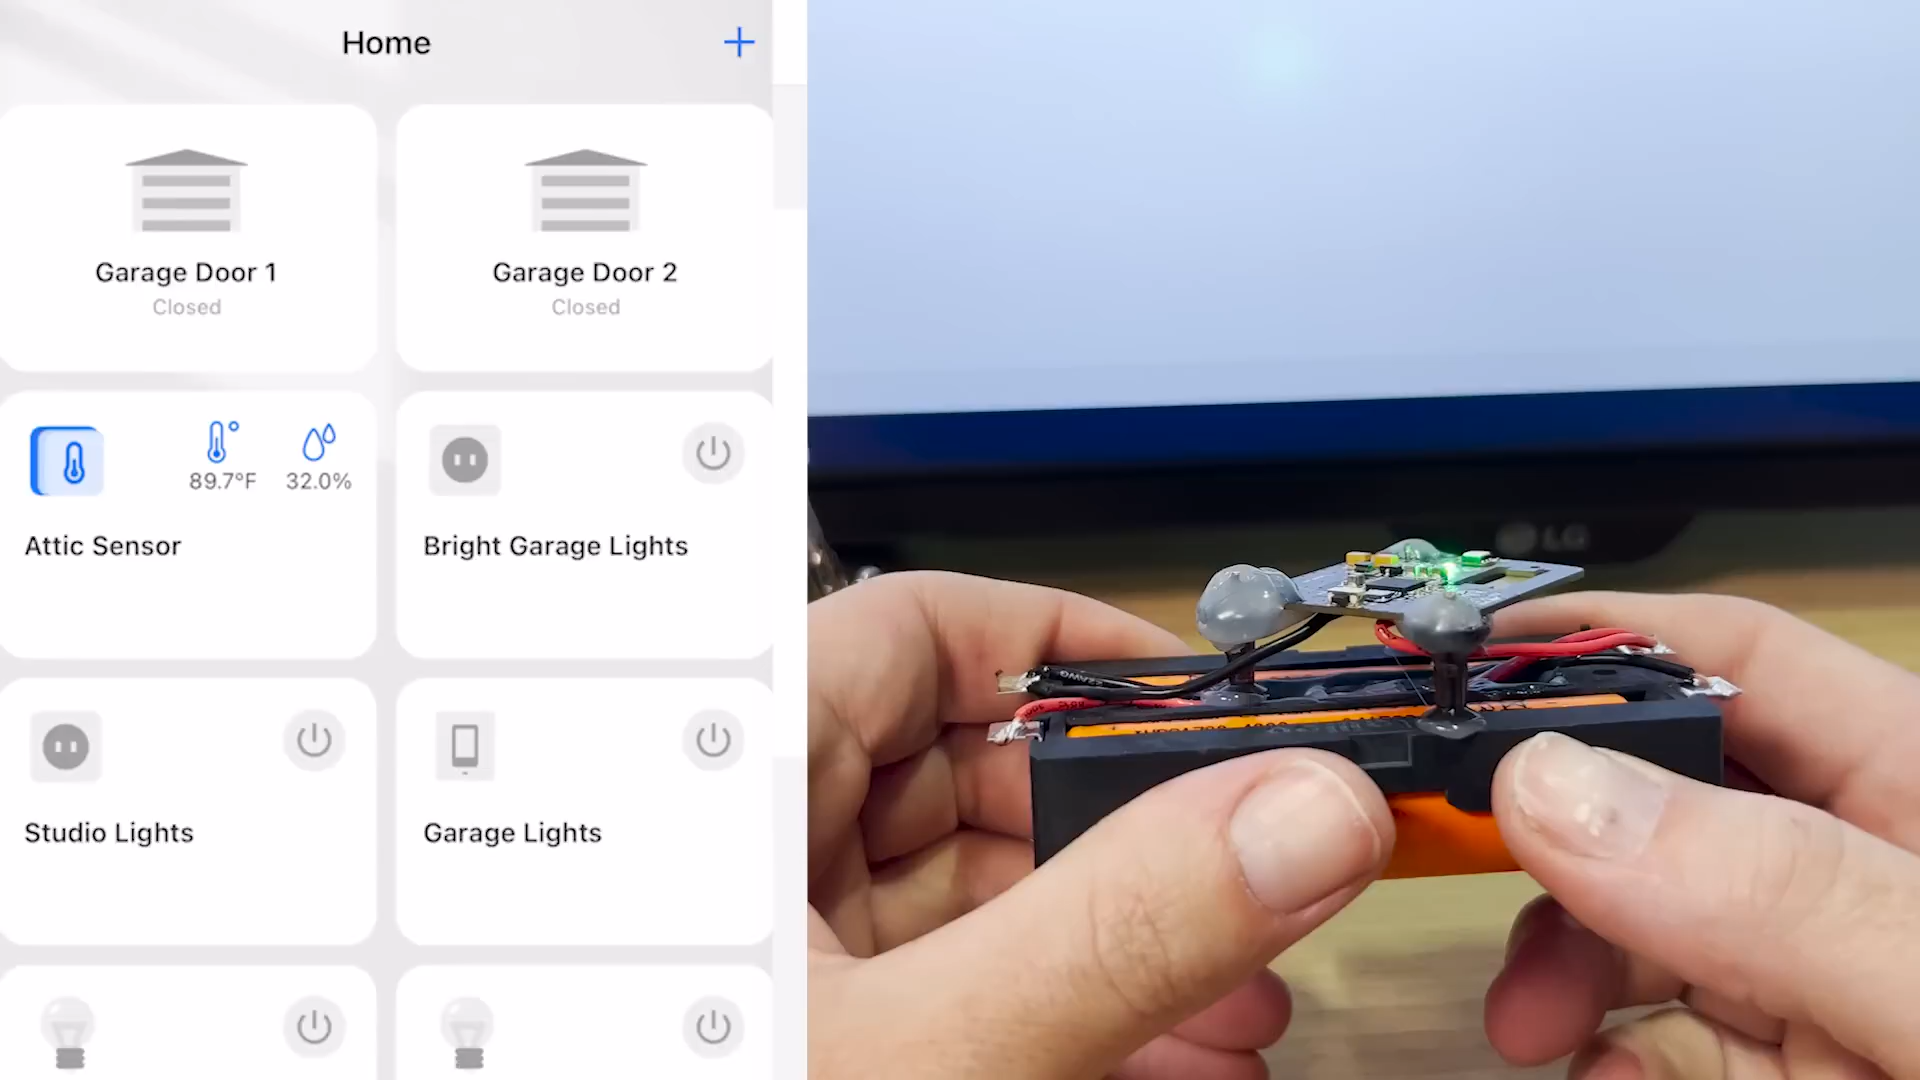 Home
Garage Door 1
Closed
Garage Door 2
Closed
89.7°F
32.0%
Attic Sensor
Bright Garage Lights
Studio Lights
Garage Lights
LG